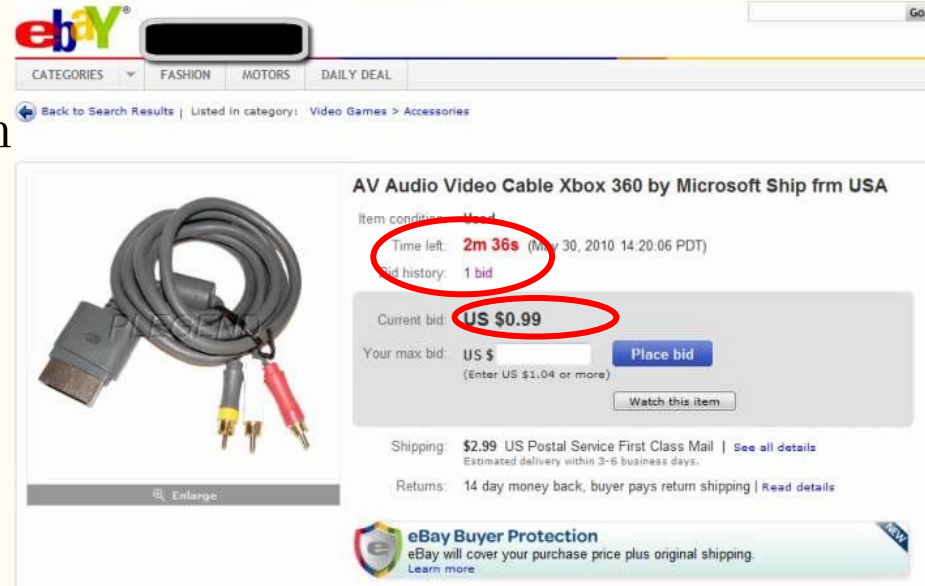 ebay®
Go
CATEGORIES FASHION MOTORS DAILY DEAL
Back to Search Results | Listed in category: Video Games > Accessories
n
AV Audio Video Cable Xbox 360 by Microsoft Ship frm USA
Item condition: Used
Time left: 2m 36s (May 30, 2010 14:20:06 PDT)
Bid history: 1 bid
PLEGEND
Current bid: US $0.99
Your max bid: US $ Place bid
(Enter US $1.04 or more)
Watch this item
Shipping: $2.99 US Postal Service First Class Mail | See all details
Estimated delivery within 3-6 business days.
Returns: 14 day money back, buyer pays return shipping | Read details
Enlarge
eBay Buyer Protection
NEW
eBay will cover your purchase price plus original shipping.
Learn more